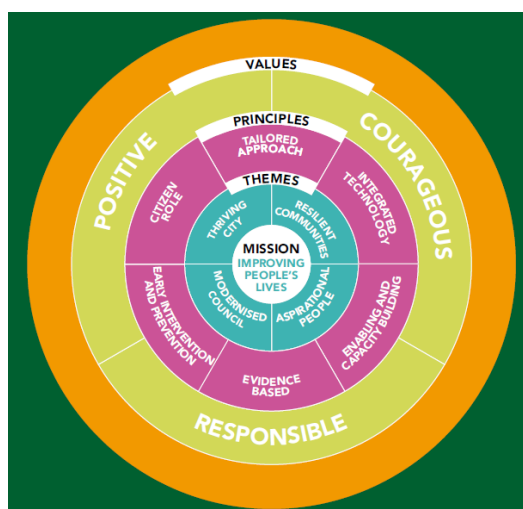 VALUES
POSITIVE
COURAGEOUS
RESPONSIBLE
PRINCIPLES
TAILORED
APPROACH
INTEGRATED
TECHNOLOGY
ENABLING AND
CAPACITY BUILDING
EVIDENCE
BASED
EARLY INTERVENTION
AND PREVENTION
CITIZEN
ROLE
THEMES
THRIVING
CITY
RESILIENT
COMMUNITIES
ASPIRATIONAL
PEOPLE
MODERNISED
COUNCIL
MISSION
IMPROVING
PEOPLE'S
LIVES